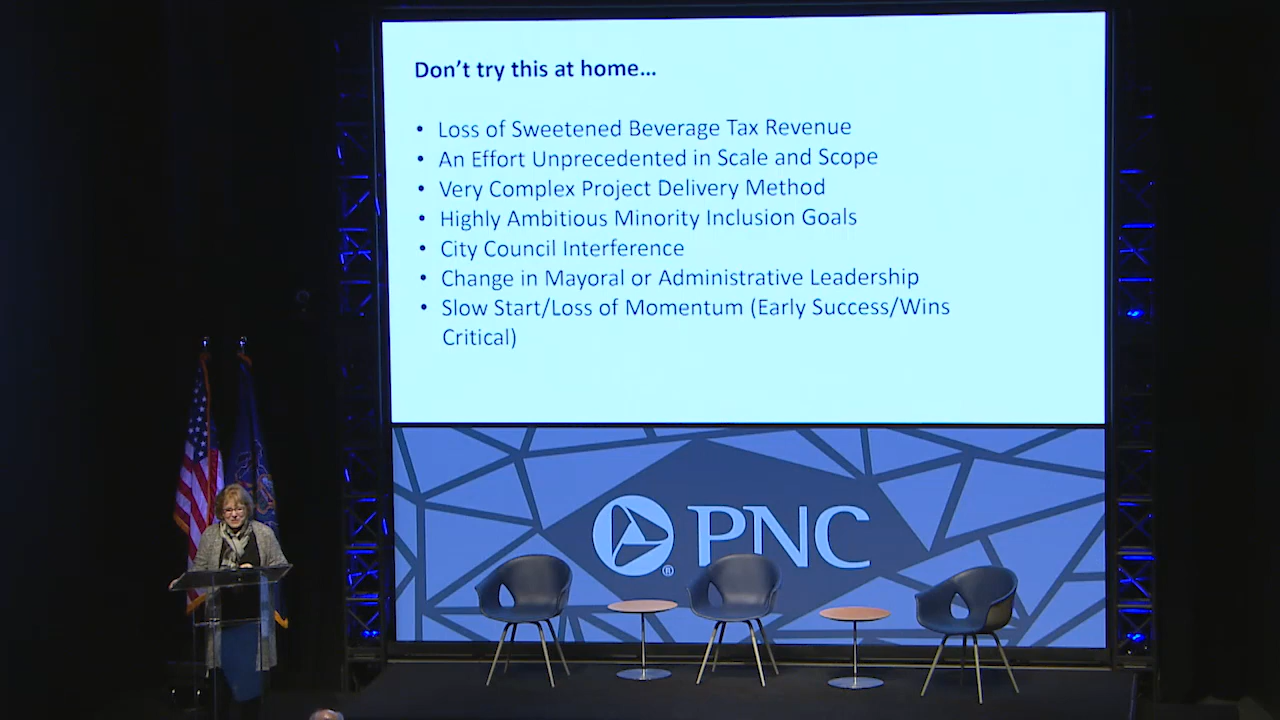 Don’t try this at home…
• Loss of Sweetened Beverage Tax Revenue
• An Effort Unprecedented in Scale and Scope
• Very Complex Project Delivery Method
• Highly Ambitious Minority Inclusion Goals
• City Council Interference
• Change in Mayoral or Administrative Leadership
• Slow Start/Loss of Momentum (Early Success/Wins
Critical)
PNC
®